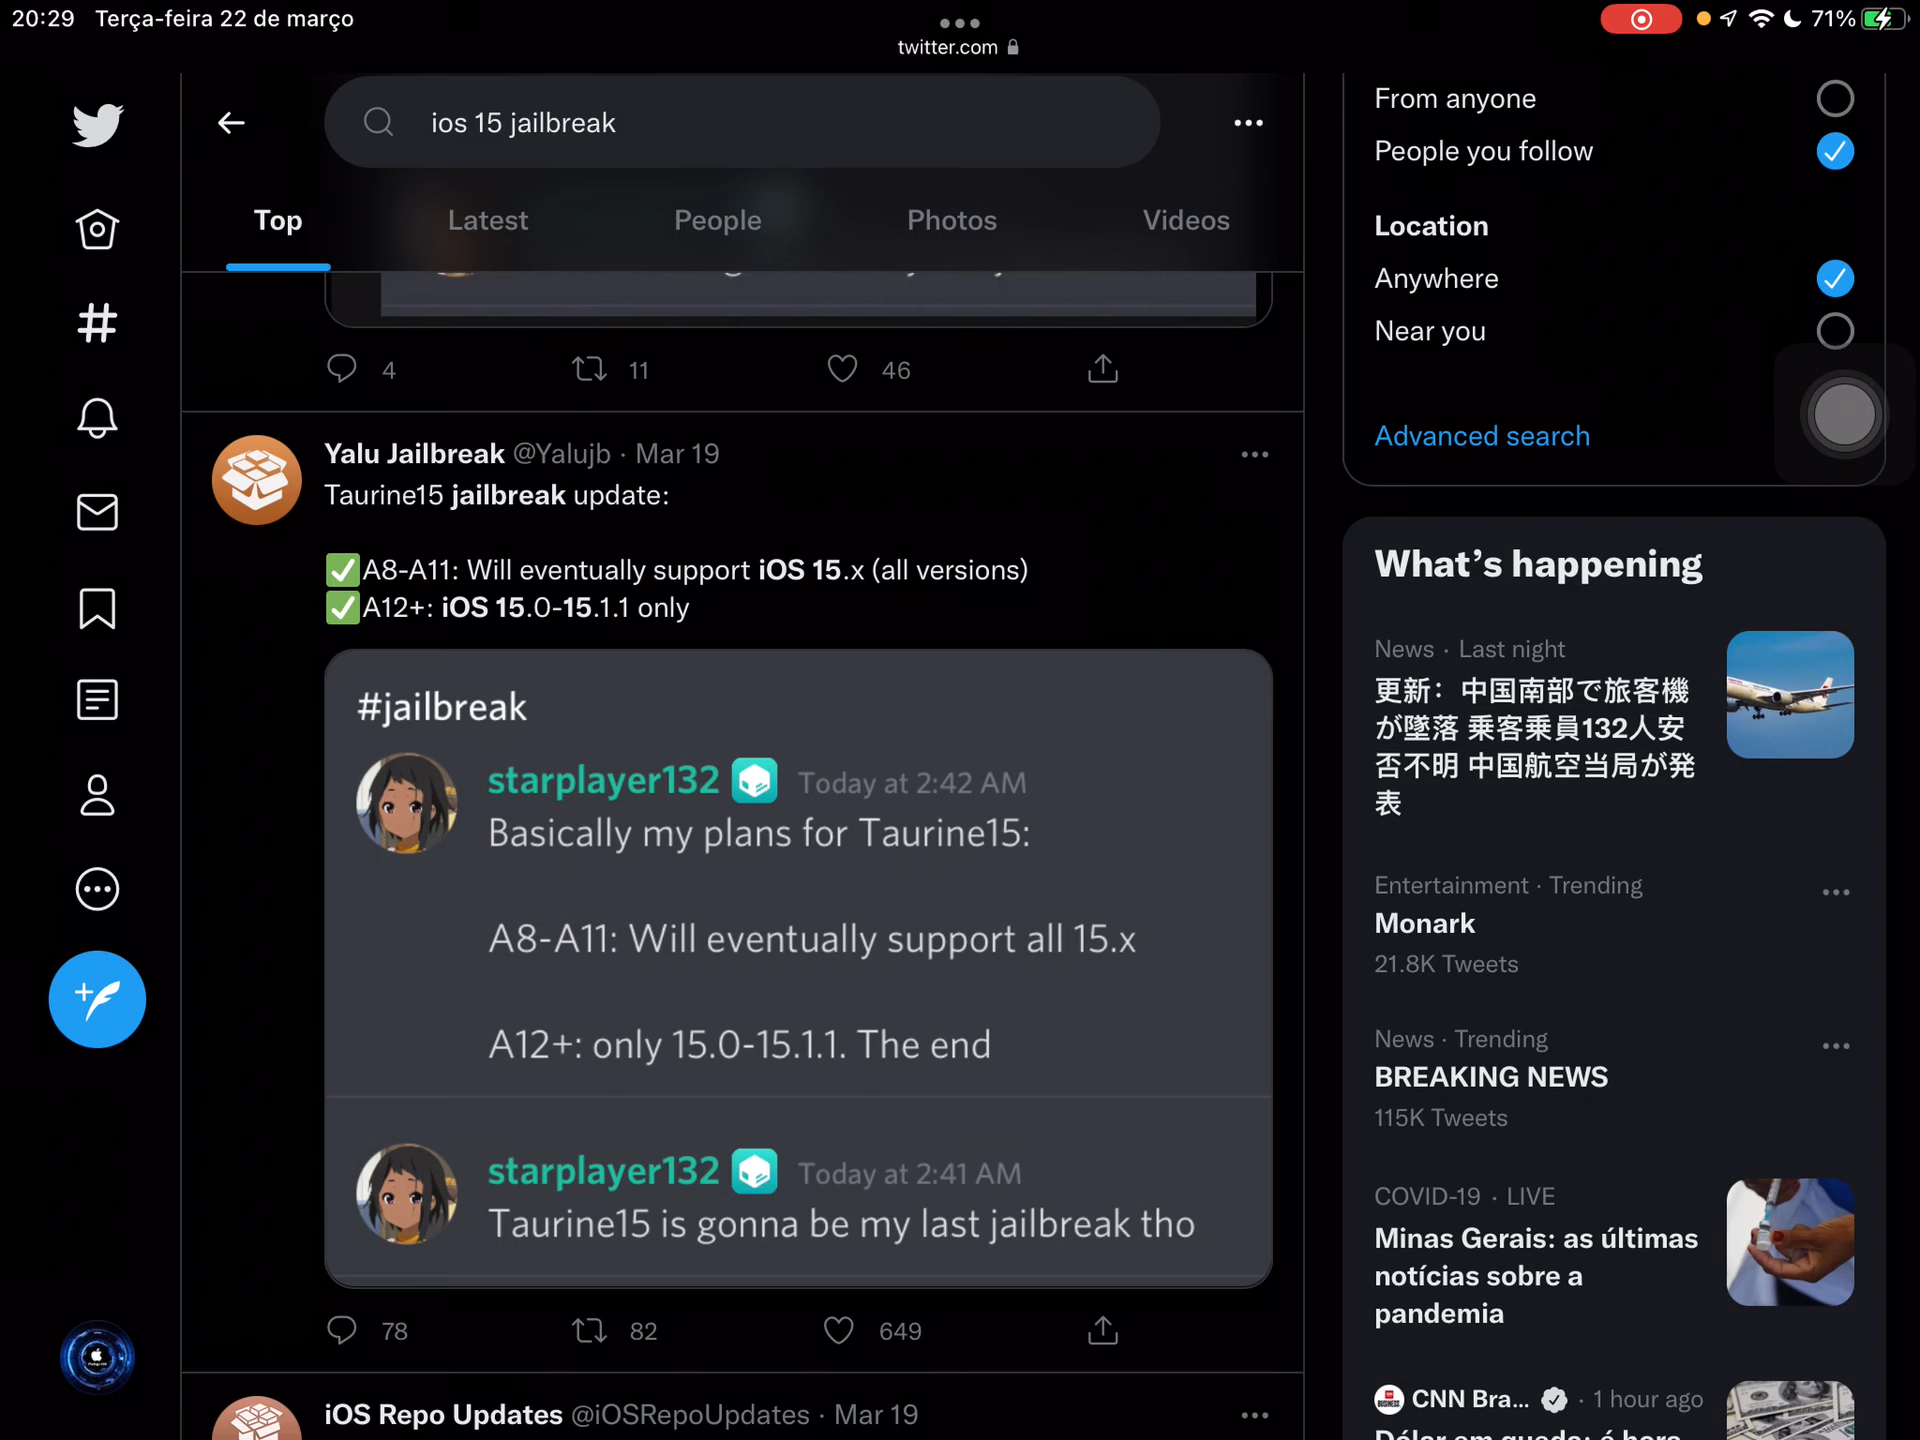 20:29 Terça-feira 22 de março
twitter.com
71%
ios 15 jailbreak
Top
Latest
People
Photos
Videos
4
11
46
Yalu Jailbreak @Yalujb · Mar 19
Taurine15 jailbreak update:
✅A8-A11: Will eventually support iOS 15.x (all versions)
✅A12+: iOS 15.0-15.1.1 only
#jailbreak
starplayer132 Today at 2:42 AM
Basically my plans for Taurine15:
A8-A11: Will eventually support all 15.x
A12+: only 15.0-15.1.1. The end
starplayer132 Today at 2:41 AM
Taurine15 is gonna be my last jailbreak tho
78
82
649
iOS Repo Updates @iOSRepoUpdates · Mar 19
From anyone
People you follow
Location
Anywhere
Near you
Advanced search
What's happening
News · Last night
更新：中国南部で旅客機
が墜落 乗客乗員132人安
否不明 中国航空当局が発
表
Entertainment · Trending
Monark
21.8K Tweets
News · Trending
BREAKING NEWS
115K Tweets
COVID-19 · LIVE
Minas Gerais: as últimas
notícias sobre a
pandemia
CNN Bra... · 1 hour ago